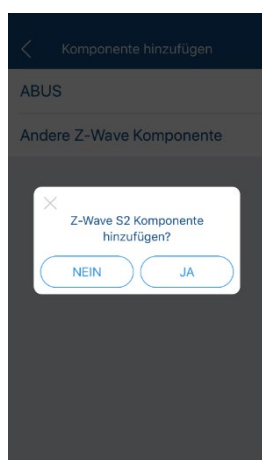 Komponente hinzufügen
ABUS
Andere Z-Wave Komponente
Z-Wave S2 Komponente
hinzufügen?
NEIN
JA